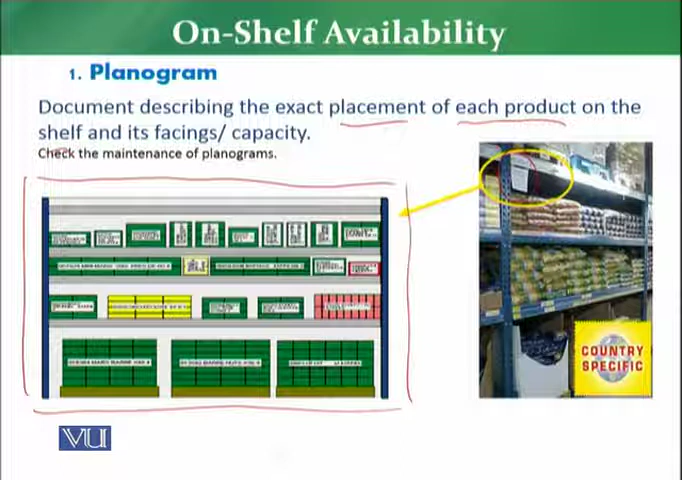 On-Shelf Availability
1. Planogram
Document describing the exact placement of each product on the
shelf and its facings/ capacity.
Check the maintenance of planograms.
COUNTRY
SPECIFIC
VU